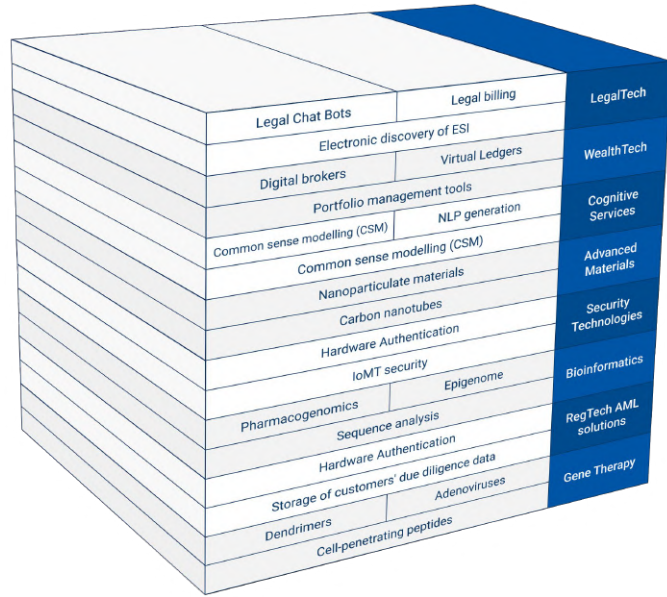 Legal Chat Bots
Legal billing
LegalTech
Electronic discovery of ESI
Digital brokers
Virtual Ledgers
WealthTech
Portfolio management tools
Common sense modelling (CSM)
NLP generation
Cognitive
Services
Common sense modelling (CSM)
Nanoparticulate materials
Advanced
Materials
Carbon nanotubes
Hardware Authentication
Security
Technologies
IoMT security
Pharmacogenomics
Epigenome
Bioinformatics
Sequence analysis
Hardware Authentication
RegTech AML
solutions
Storage of customers' due diligence data
Dendrimers
Adenoviruses
Gene Therapy
Cell-penetrating peptides